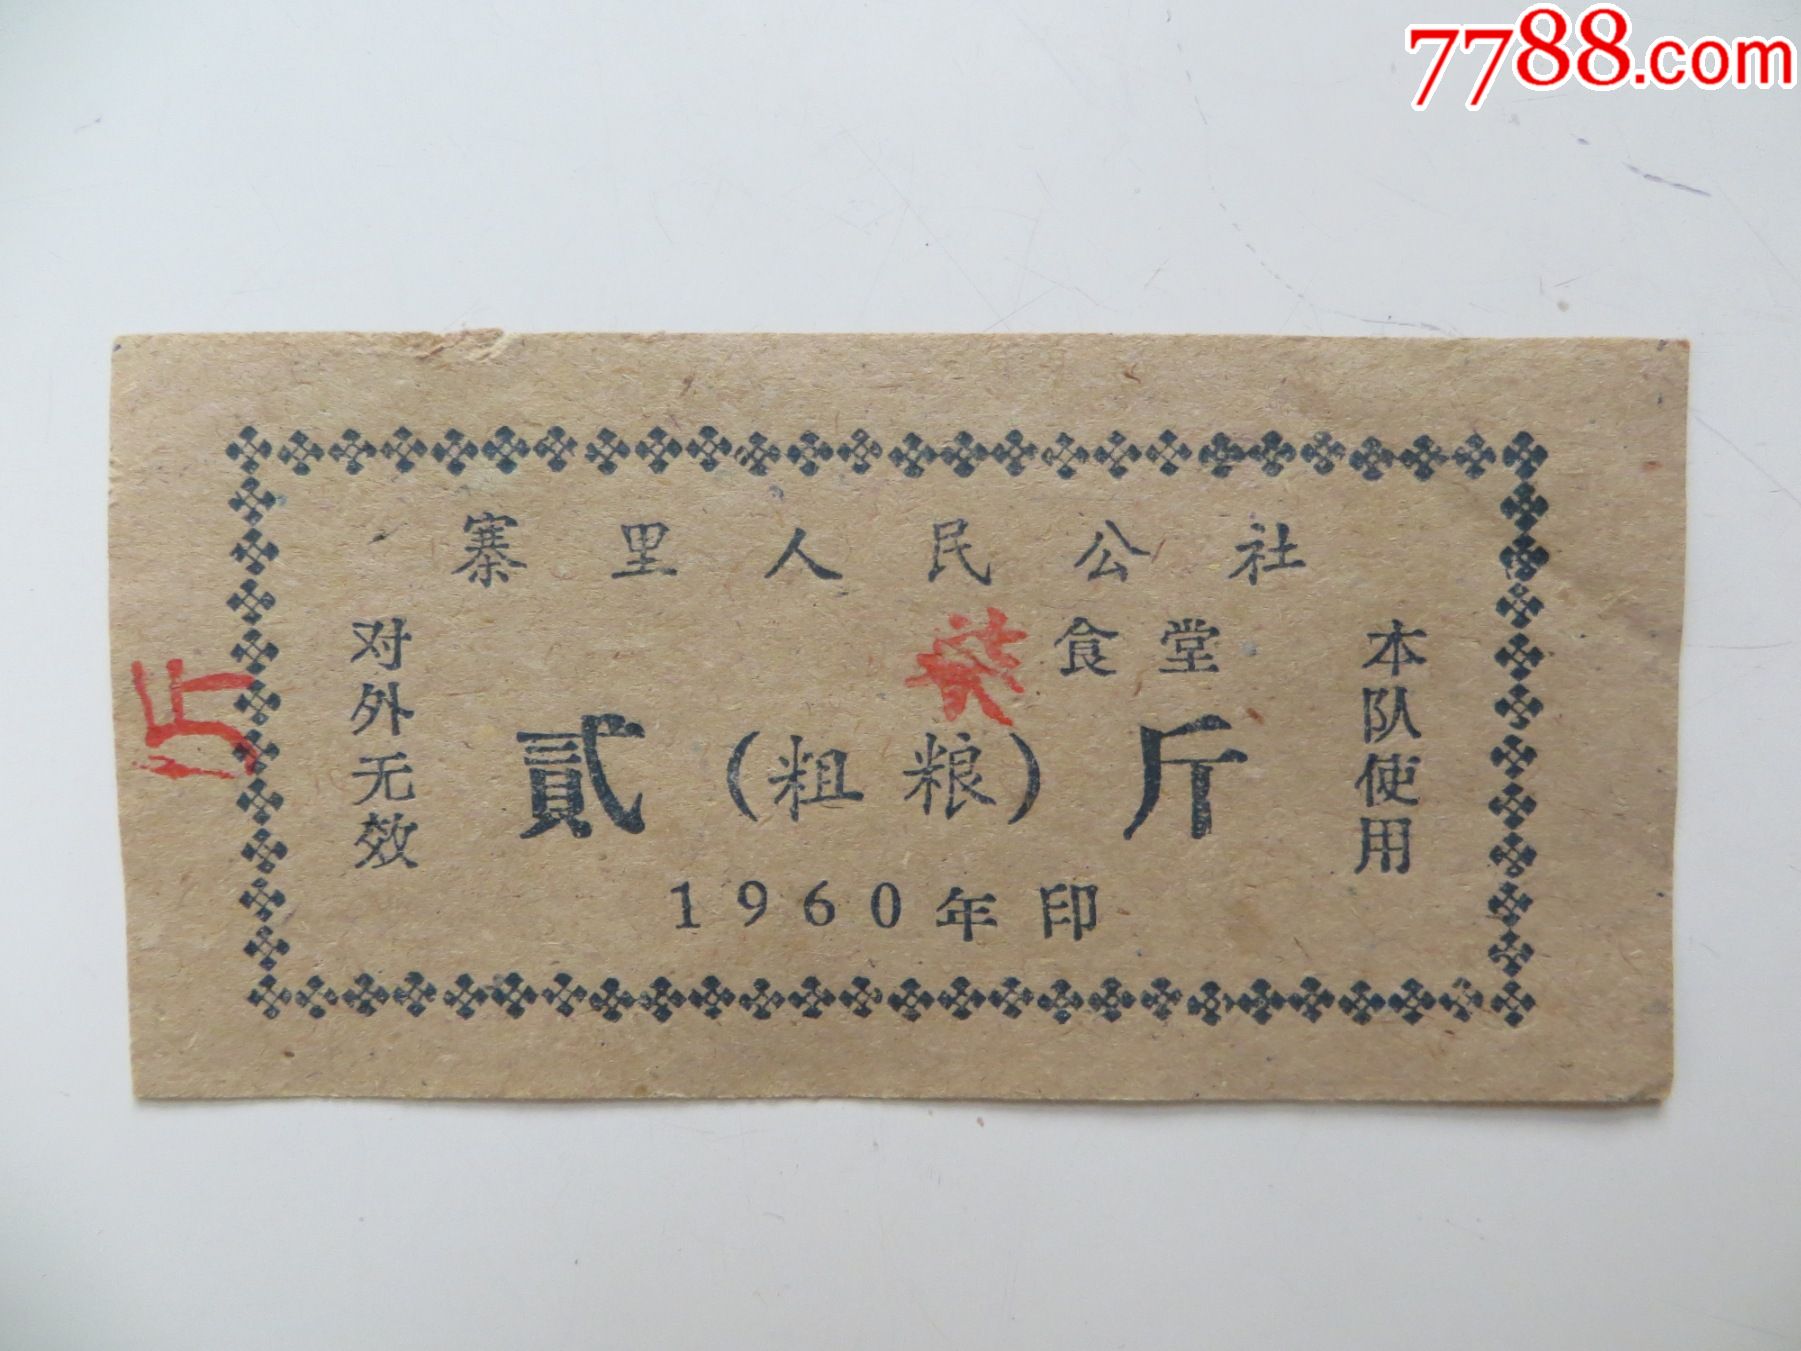 7788.com
寨里人民公社
食堂
对外无效
貳（粗粮）斤
本队使用
1960年印